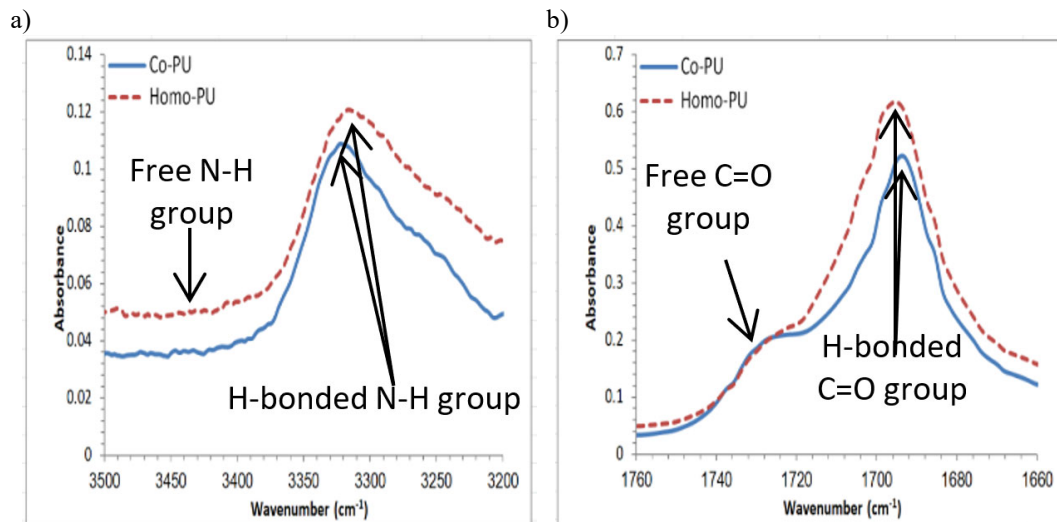 a)
0.14
Co-PU
Homo-PU
0.12
0.1
0.08
0.06
0.04
0.02
0
Absorbance
Free N-H
group
H-bonded N-H group
3500 3450 3400 3350 3300 3250 3200
Wavenumber (cm⁻¹)
b)
0.7
Co-PU
Homo-PU
0.6
0.5
0.4
0.3
0.2
0.1
0
Absorbance
Free C=O
group
H-bonded
C=O group
1760 1740 1720 1700 1680 1660
Wavenumber (cm⁻¹)